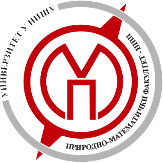 УНИВЕРЗИТЕТ У НИШУ
ПРИРОДНО-МАТЕМАТИЧКИ ФАКУЛТЕТ - НИШ